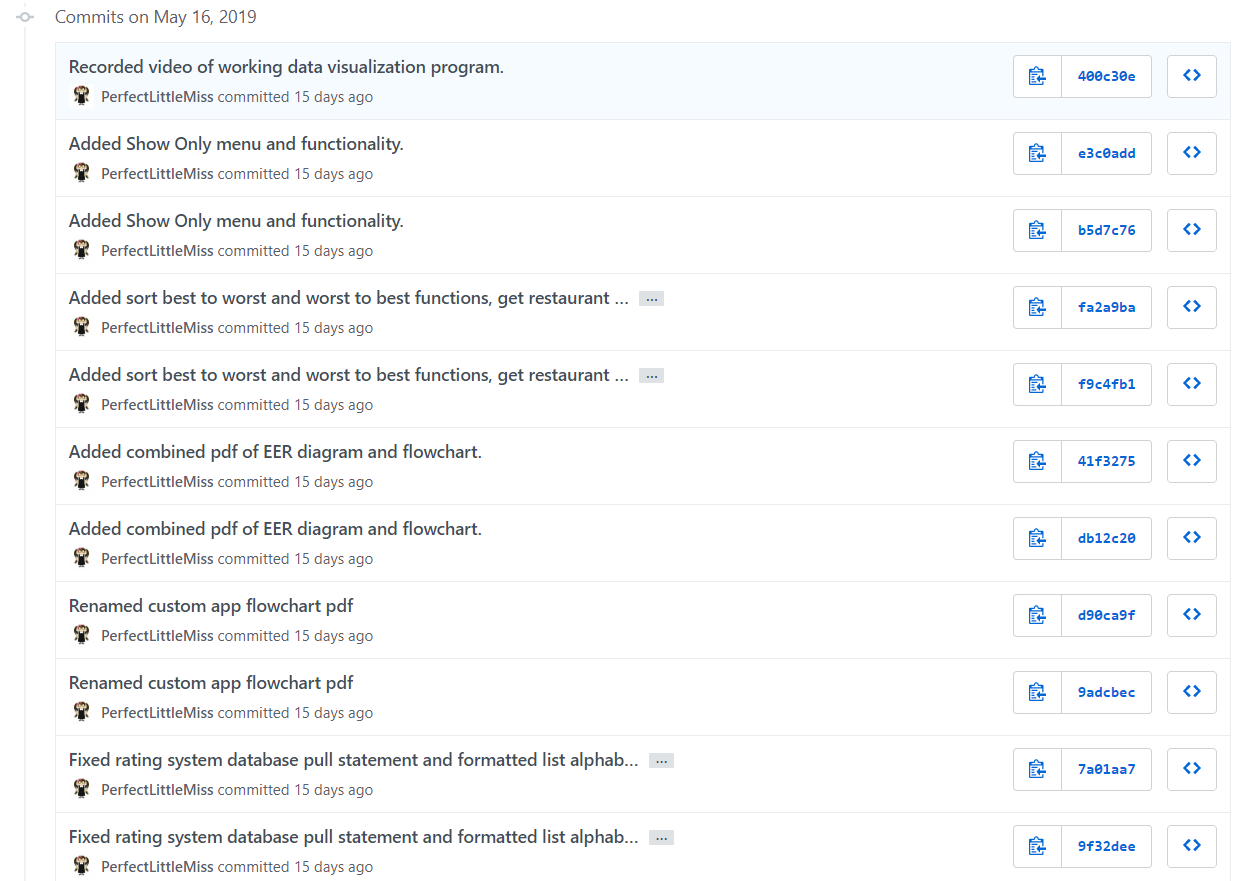 Commits on May 16, 2019
Recorded video of working data visualization program.
400c30e
PerfectLittleMiss committed 15 days ago
Added Show Only menu and functionality.
e3c0add
PerfectLittleMiss committed 15 days ago
Added Show Only menu and functionality.
b5d7c76
PerfectLittleMiss committed 15 days ago
Added sort best to worst and worst to best functions, get restaurant ... ...
fa2a9ba
PerfectLittleMiss committed 15 days ago
Added sort best to worst and worst to best functions, get restaurant ... ...
f9c4fb1
PerfectLittleMiss committed 15 days ago
Added combined pdf of EER diagram and flowchart.
41f3275
PerfectLittleMiss committed 15 days ago
Added combined pdf of EER diagram and flowchart.
db12c20
PerfectLittleMiss committed 15 days ago
Renamed custom app flowchart pdf
d90ca9f
PerfectLittleMiss committed 15 days ago
Renamed custom app flowchart pdf
9adcbec
PerfectLittleMiss committed 15 days ago
Fixed rating system database pull statement and formatted list alphab... ...
7a01aa7
PerfectLittleMiss committed 15 days ago
Fixed rating system database pull statement and formatted list alphab... ...
9f32dee
PerfectLittleMiss committed 15 days ago